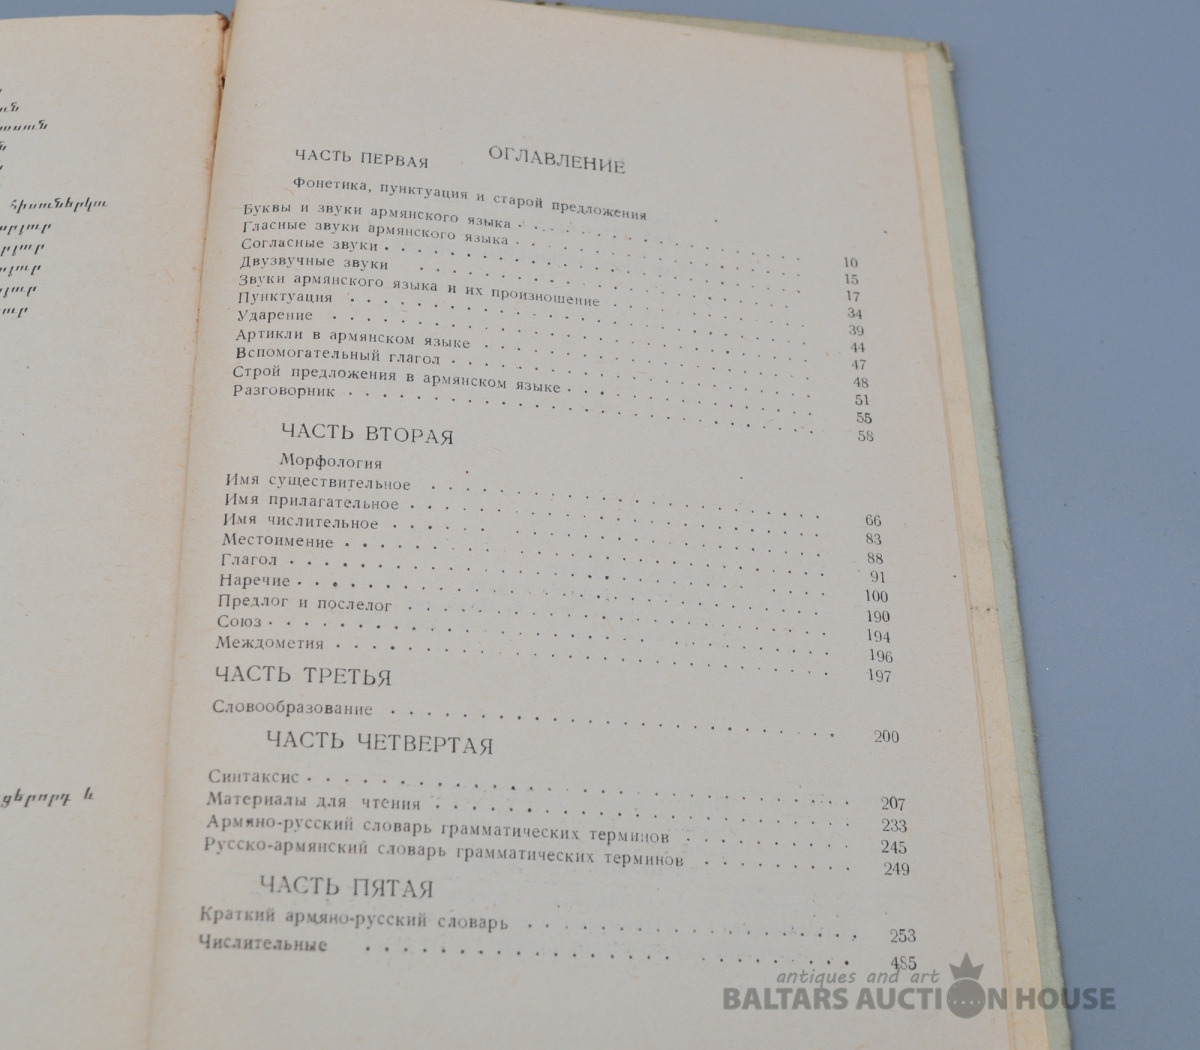 Հիսուներկու
ցերորդ և
ОГЛАВЛЕНИЕ
ЧАСТЬ ПЕРВАЯ
Фонетика, пунктуация и старой предложения
Буквы и звуки армянского языка 10
Гласные звуки армянского языка 15
Согласные звуки 17
Двузвучные звуки 34
Звуки армянского языка и их произношение 39
Пунктуация 44
Ударение 47
Артикли в армянском языке 48
Вспомогательный глагол 51
Строй предложения в армянском языке 55
Разговорник 58
ЧАСТЬ ВТОРАЯ
Морфология
Имя существительное 66
Имя прилагательное 83
Имя числительное 88
Местоимение 91
Глагол 100
Наречие 190
Предлог и послелог 194
Союз 196
Междометия 197
ЧАСТЬ ТРЕТЬЯ
Словообразование 200
ЧАСТЬ ЧЕТВЕРТАЯ
Синтаксис 207
Материалы для чтения 233
Армяно-русский словарь грамматических терминов 245
Русско-армянский словарь грамматических терминов 249
ЧАСТЬ ПЯТАЯ
Краткий армяно-русский словарь 253
Числительные 485
antiques and art
BALTARS AUCTION HOUSE